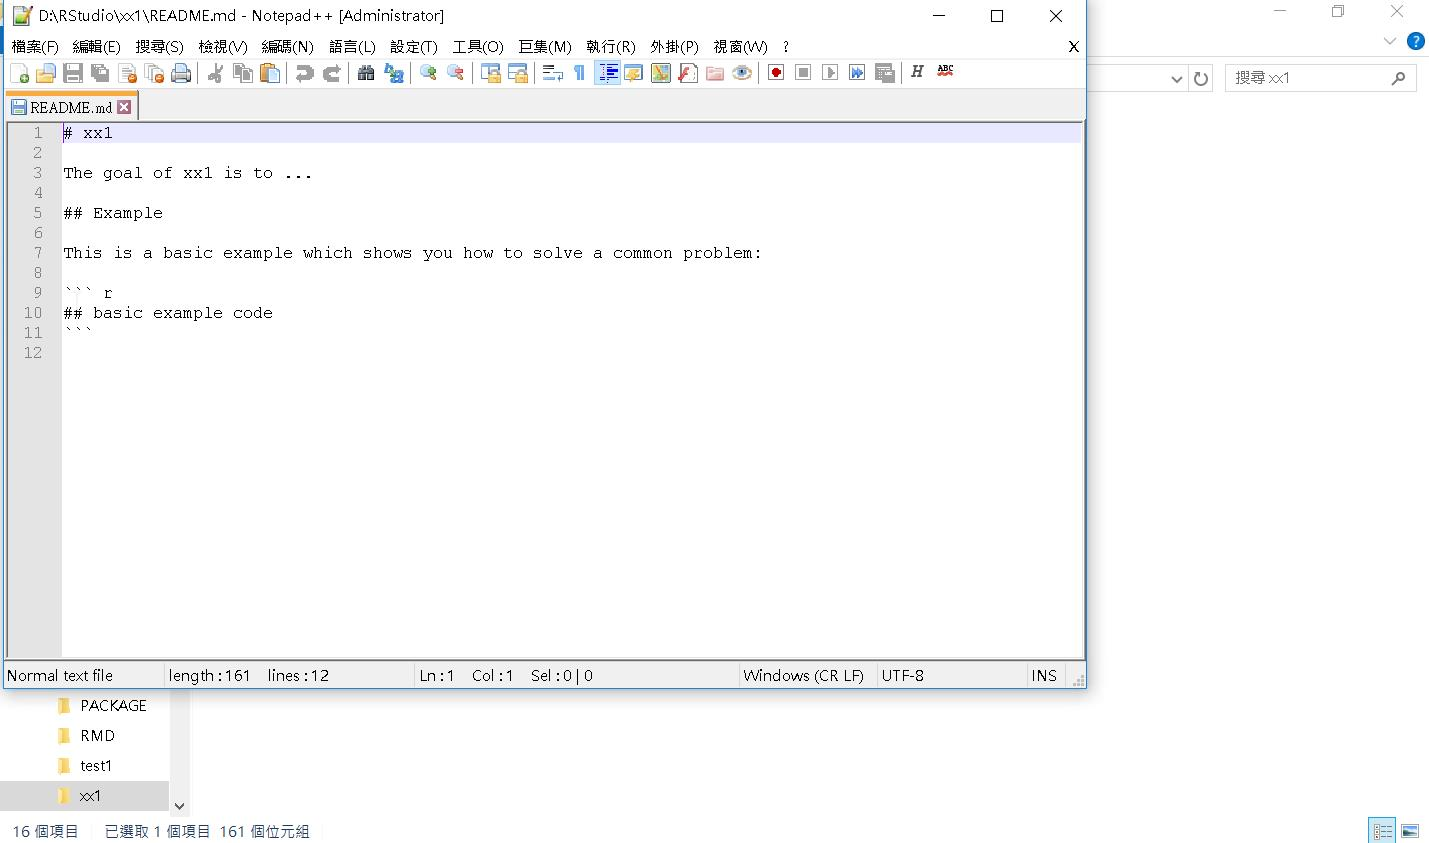 D:\RStudio\xx1\README.md - Notepad++ [Administrator]
檔案(F) 編輯(E) 搜尋(S) 檢視(V) 編碼(N) 語言(L) 設定(T) 工具(O) 巨集(M) 執行(R) 外掛(P) 視窗(W) ? X
搜尋 xx1
H ABC
README.md
1 # xx1
2
3 The goal of xx1 is to ...
4
5 ## Example
6
7 This is a basic example which shows you how to solve a common problem:
8
9 ``` r
10 ## basic example code
11 ```
12
Normal text file length : 161 lines : 12 Ln : 1 Col : 1 Sel : 0 | 0 Windows (CR LF) UTF-8 INS
PACKAGE
RMD
test1
xx1
16 個項目 已選取 1 個項目 161 個位元組